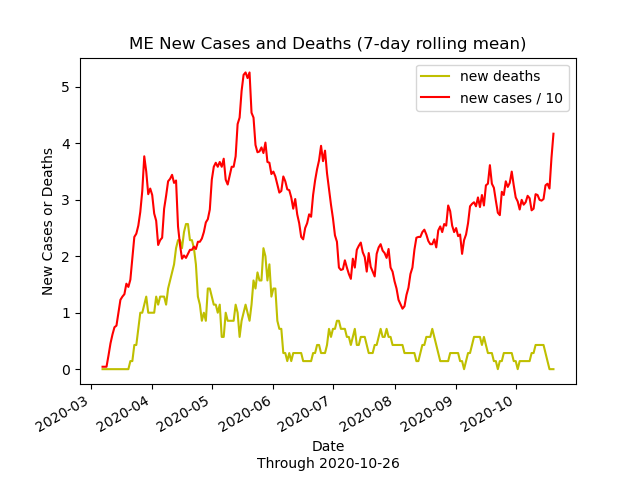 ME New Cases and Deaths (7-day rolling mean)
new deaths
new cases / 10
New Cases or Deaths
5
4
3
2
1
0
2020-03
2020-04
2020-05
2020-06
2020-07
2020-08
2020-09
2020-10
Date
Through 2020-10-26